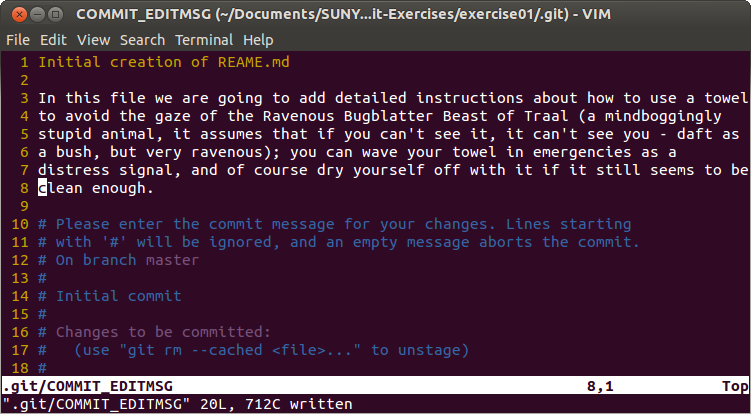 COMMIT_EDITMSG (~/Documents/SUNY...it-Exercises/exercise01/.git) - VIM
File Edit View Search Terminal Help
1 Initial creation of REAME.md
2
3 In this file we are going to add detailed instructions about how to use a towel
4 to avoid the gaze of the Ravenous Bugblatter Beast of Traal (a mindboggingly
5 stupid animal, it assumes that if you can't see it, it can't see you - daft as
6 a bush, but very ravenous); you can wave your towel in emergencies as a
7 distress signal, and of course dry yourself off with it if it still seems to be
8 clean enough.
9
10 # Please enter the commit message for your changes. Lines starting
11 # with '#' will be ignored, and an empty message aborts the commit.
12 # On branch master
13 #
14 # Initial commit
15 #
16 # Changes to be committed:
17 #   (use "git rm --cached <file>..." to unstage)
18 #
.git/COMMIT_EDITMSG 8,1 Top
".git/COMMIT_EDITMSG" 20L, 712C written